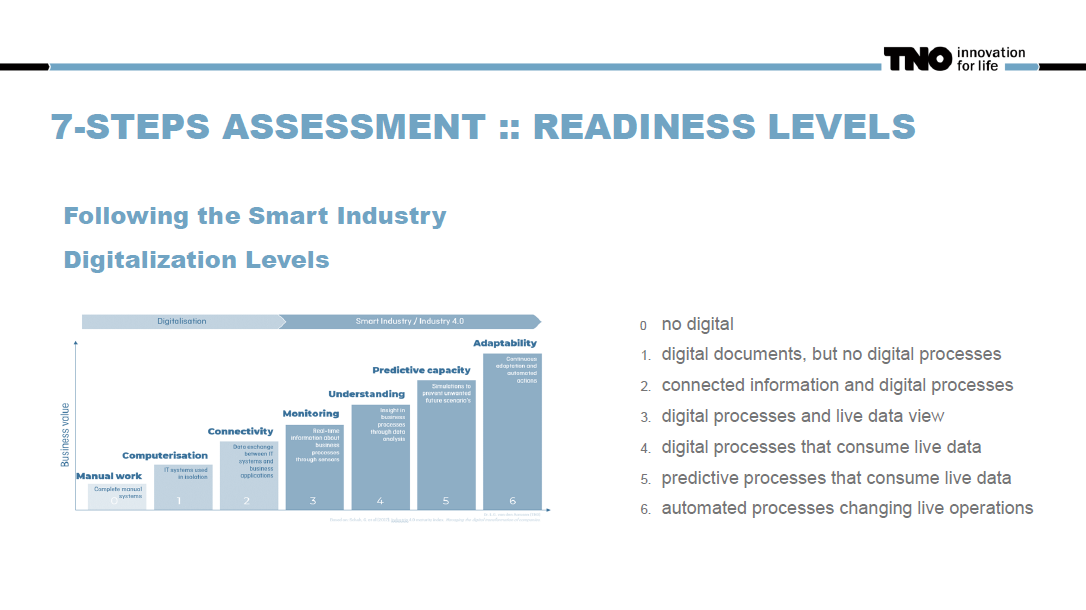 TNO innovation
for life
7-STEPS ASSESSMENT :: READINESS LEVELS
Following the Smart Industry
Digitalization Levels
Digitalisation
Smart Industry / Industry 4.0
Business value
Manual work
Complete manual
systems
0
Computerisation
IT systems used
in isolation
1
Connectivity
Data exchange
between IT
systems and
business
applications
2
Monitoring
Real-time
information about
business
processes
through sensors
3
Understanding
Insight in
business
processes
through data
analysis
4
Predictive capacity
Simulations to
prevent unwanted
future scenario's
5
Adaptability
Continuous
adaptation and
automated
actions
6
0 no digital
1. digital documents, but no digital processes
2. connected information and digital processes
3. digital processes and live data view
4. digital processes that consume live data
5. predictive processes that consume live data
6. automated processes changing live operations